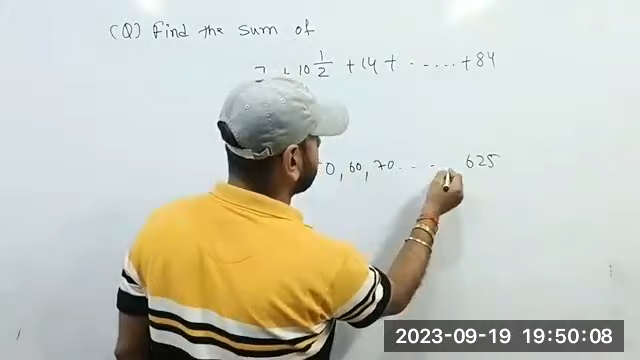 (Q) Find the sum of
7 + 10 1/2 + 14 + ...... + 84
0, 60, 70 ..... 625
2023-09-19 19:50:08